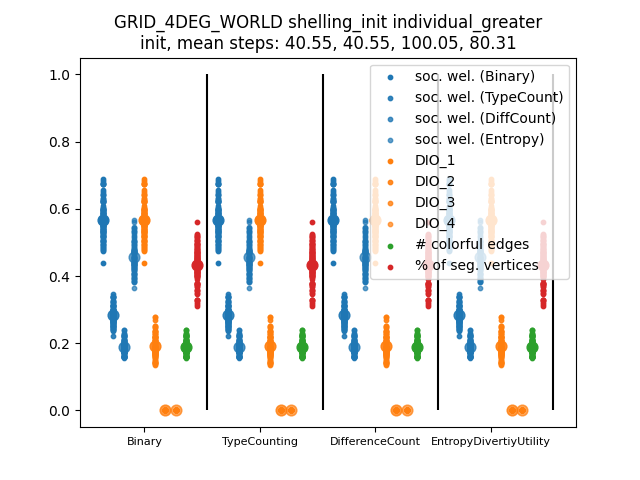 GRID_4DEG_WORLD shelling_init individual_greater
init, mean steps: 40.55, 40.55, 100.05, 80.31
1.0
0.8
0.6
0.4
0.2
0.0
soc. wel. (Binary)
soc. wel. (TypeCount)
soc. wel. (DiffCount)
soc. wel. (Entropy)
DIO_1
DIO_2
DIO_3
DIO_4
# colorful edges
% of seg. vertices
Binary
TypeCounting
DifferenceCount
EntropyDivertiyUtility